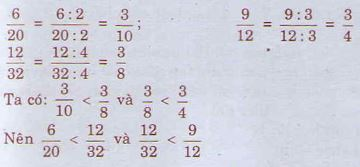 6/20 = 6 : 2/20 : 2 = 3/10 ; 9/12 = 9 : 3/12 : 3 = 3/4
12/32 = 12 : 4/32 : 4 = 3/8
Ta có: 3/10 < 3/8 và 3/8 < 3/4
Nên 6/20 < 12/32 và 12/32 < 9/12